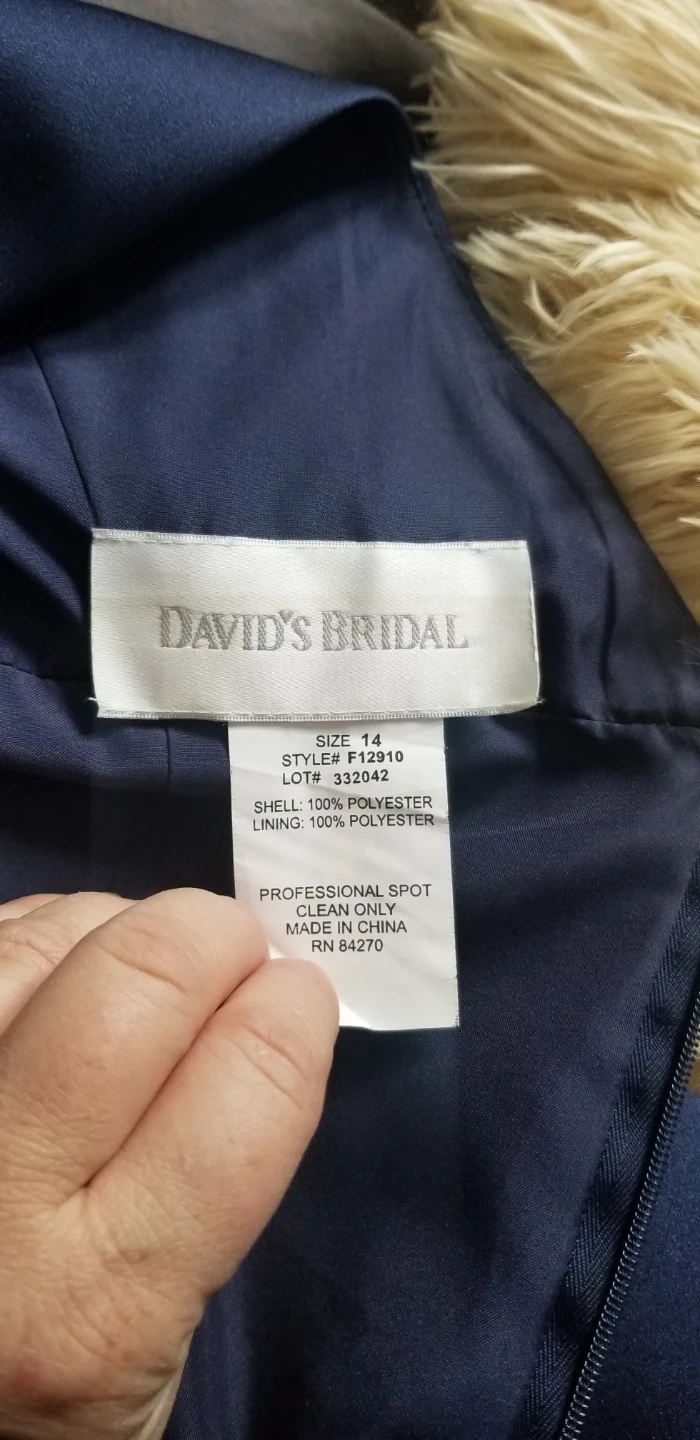 DAVID'S BRIDAL
SIZE 14
STYLE# F12910
LOT# 332042
SHELL: 100% POLYESTER
LINING: 100% POLYESTER
PROFESSIONAL SPOT
CLEAN ONLY
MADE IN CHINA
RN 84270